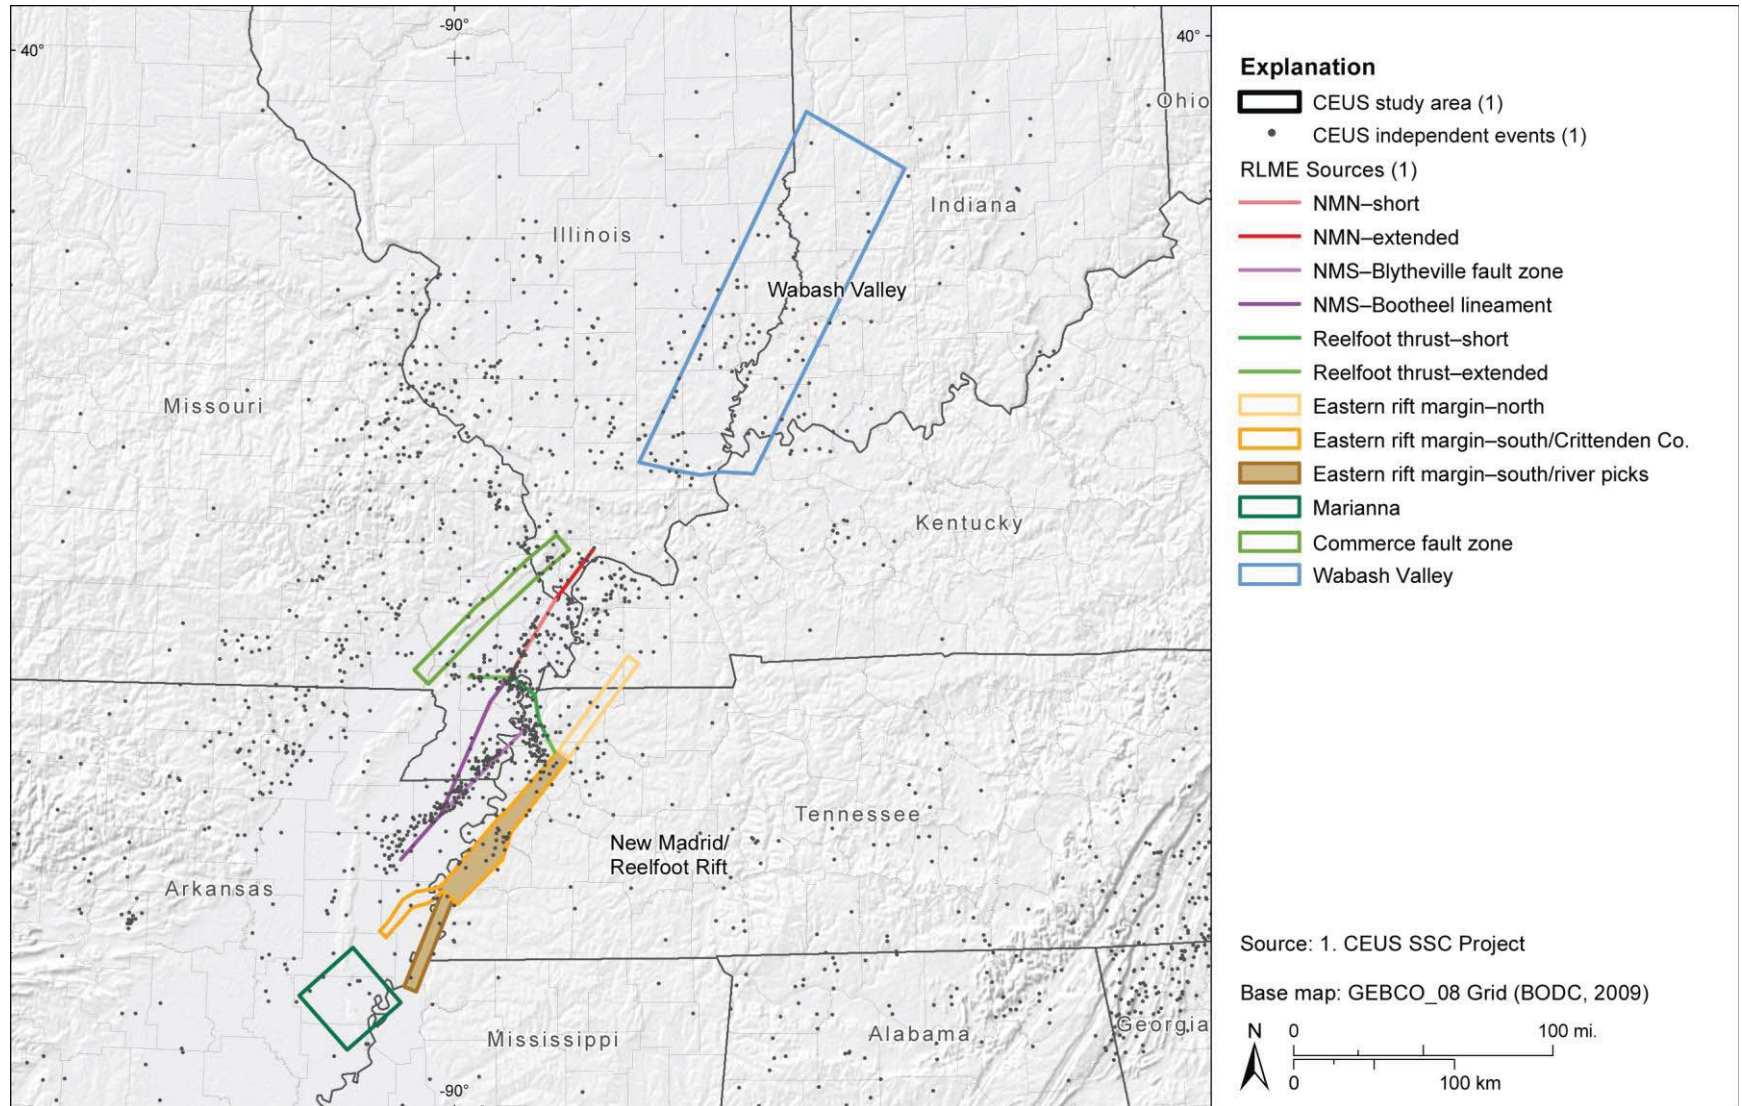 -90°
40°
40°
Ohio
Indiana
Illinois
Wabash Valley
Missouri
Kentucky
Tennessee
New Madrid/
Reelfoot Rift
Arkansas
Mississippi
Alabama
Georgia
-90°
Explanation
CEUS study area (1)
CEUS independent events (1)
RLME Sources (1)
NMN–short
NMN–extended
NMS–Blytheville fault zone
NMS–Bootheel lineament
Reelfoot thrust–short
Reelfoot thrust–extended
Eastern rift margin–north
Eastern rift margin–south/Crittenden Co.
Eastern rift margin–south/river picks
Marianna
Commerce fault zone
Wabash Valley
Source: 1. CEUS SSC Project
Base map: GEBCO_08 Grid (BODC, 2009)
N 0 100 mi.
0 100 km